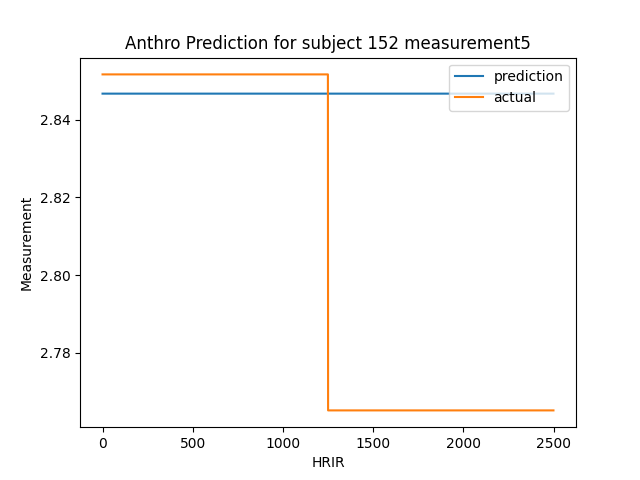 Anthro Prediction for subject 152 measurement5
prediction
actual
Measurement
2.84
2.82
2.80
2.78
0 500 1000 1500 2000 2500
HRIR